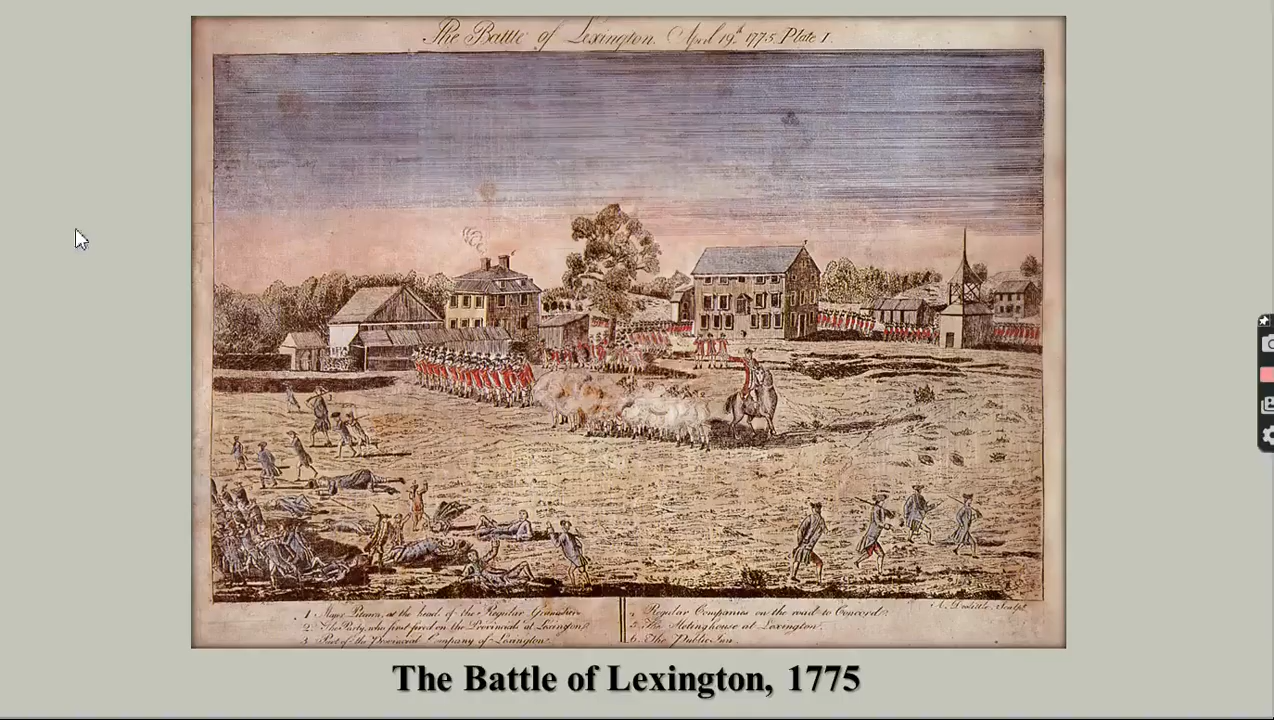 The Battle of Lexington. April 19th. 1775. Plate I.
1. Major Pitcairn, at the head of the Regular Granadiers.
2. The Party, who first fired on the Provincials at Lexington.
3. Part of the Provincial Company of Lexington.
Regular Companies on the road to Concord.
5. The Metinghouse at Lexington.
6. The Public Inn.
A. Doolittle, Sculpt.
The Battle of Lexington, 1775